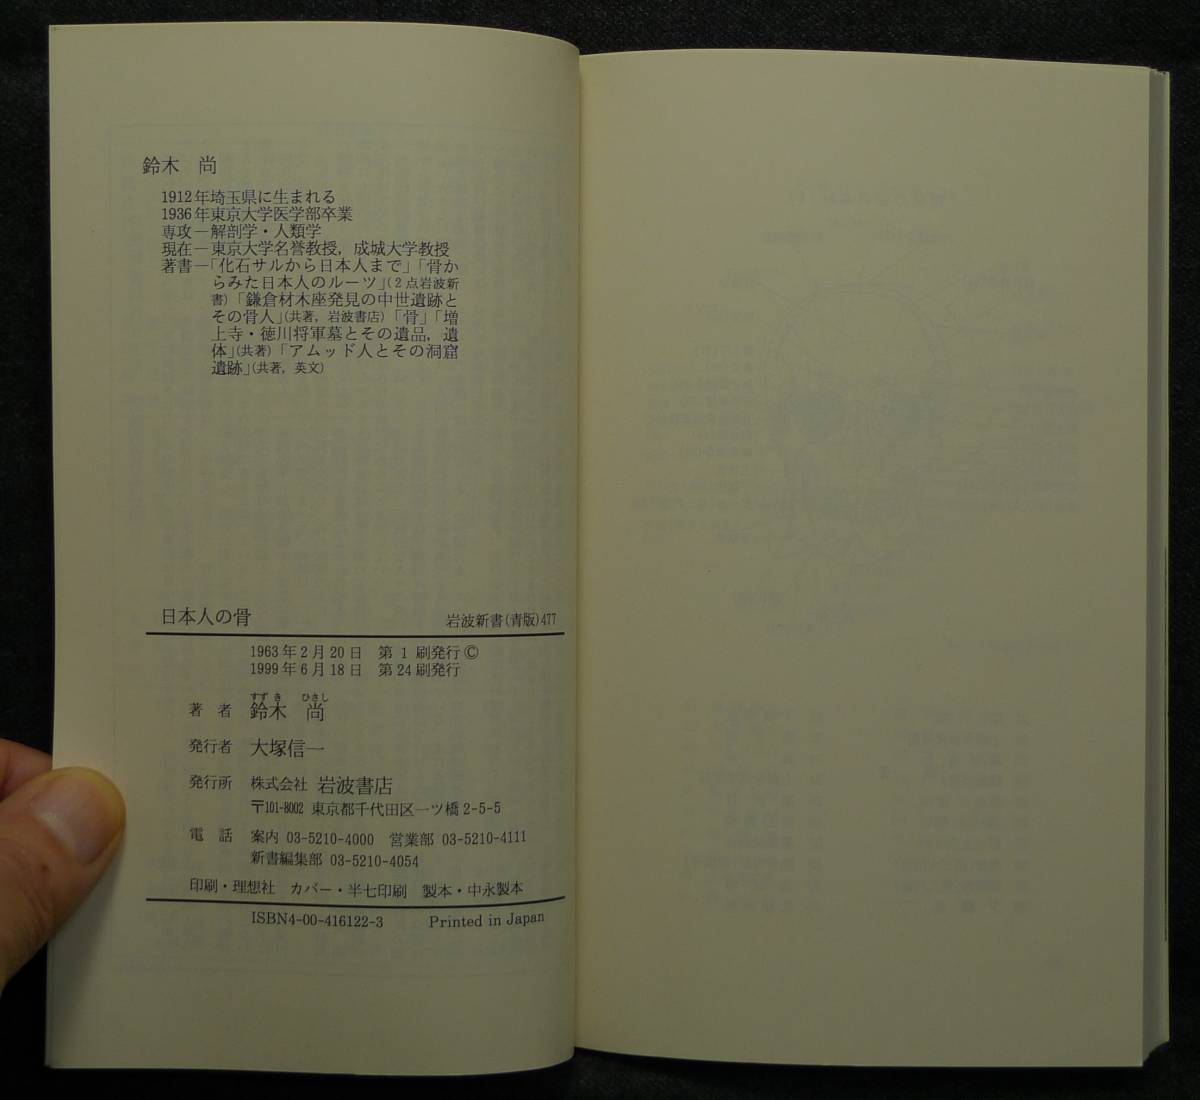 鈴木　尚
1912年埼玉県に生まれる
1936年東京大学医学部卒業
専攻―解剖学・人類学
現在―東京大学名誉教授，成城大学教授
著書―「化石サルから日本人まで」「骨か
らみた日本人のルーツ」(2点岩波新
書)「鎌倉材木座発見の中世遺跡と
その骨人」(共著，岩波書店)「骨」「増
上寺・徳川将軍墓とその遺品，遺
体」(共著)「アムッド人とその洞窟
遺跡」(共著，英文)
日本人の骨　岩波新書(青版)477
1963年2月20日　第1刷発行©
1999年6月18日　第24刷発行
すずき　ひさし
著　者　鈴木　尚
発行者　大塚信一
発行所　株式会社　岩波書店
〒101-8002 東京都千代田区一ツ橋2-5-5
電　話　案内 03-5210-4000　営業部 03-5210-4111
新書編集部 03-5210-4054
印刷・理想社　カバー・半七印刷　製本・中永製本
ISBN4-00-416122-3　Printed in Japan